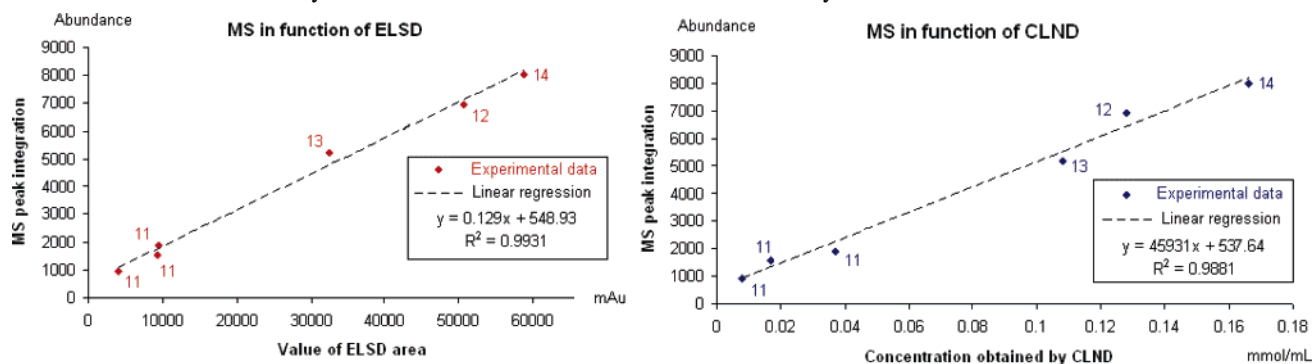 Abundance
MS in function of ELSD
MS peak integration
9000
8000
7000
6000
5000
4000
3000
2000
1000
0
14
12
13
11
11
11
Experimental data
Linear regression
y = 0.129x + 548.93
R² = 0.9931
0 10000 20000 30000 40000 50000 60000
mAu
Value of ELSD area
Abundance
MS in function of CLND
MS peak integration
9000
8000
7000
6000
5000
4000
3000
2000
1000
0
14
12
13
11
11
11
Experimental data
Linear regression
y = 45931x + 537.64
R² = 0.9881
0 0.02 0.04 0.06 0.08 0.1 0.12 0.14 0.16 0.18
Concentration obtained by CLND
mmol/mL